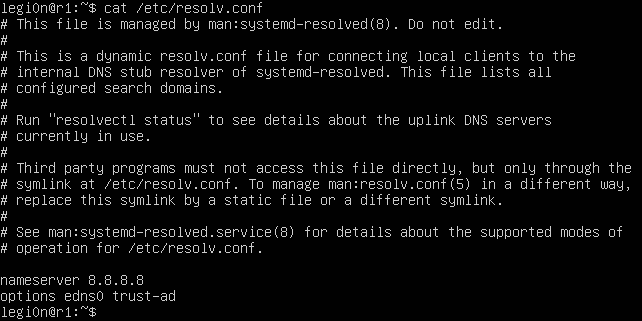 legi0n@r1:~$ cat /etc/resolv.conf
# This file is managed by man:systemd-resolved(8). Do not edit.
#
# This is a dynamic resolv.conf file for connecting local clients to the
# internal DNS stub resolver of systemd-resolved. This file lists all
# configured search domains.
#
# Run "resolvectl status" to see details about the uplink DNS servers
# currently in use.
#
# Third party programs must not access this file directly, but only through the
# symlink at /etc/resolv.conf. To manage man:resolv.conf(5) in a different way,
# replace this symlink by a static file or a different symlink.
#
# See man:systemd-resolved.service(8) for details about the supported modes of
# operation for /etc/resolv.conf.

nameserver 8.8.8.8
options edns0 trust-ad
legi0n@r1:~$